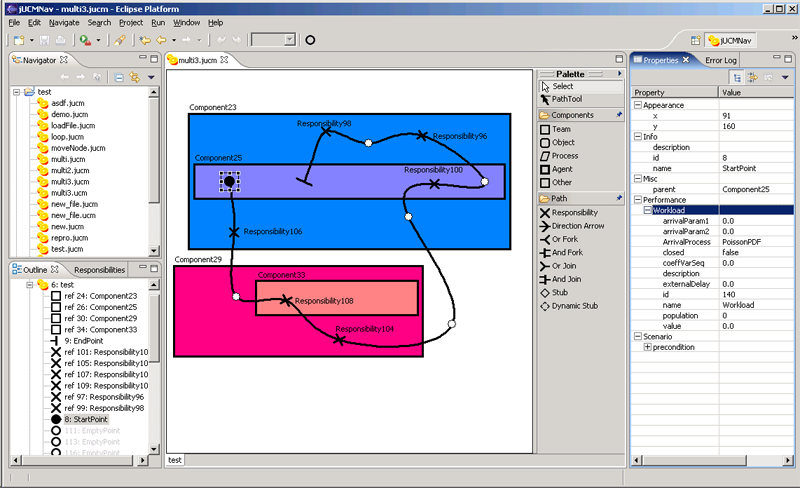 jUCMNav - multi3.jucm - Eclipse Platform
File Edit Navigate Search Project Run Window Help
jUCMNav
Navigator
test
asdf.jucm
demo.jucm
loadFile.jucm
loop.jucm
moveNode.jucm
multi.jucm
multi2.jucm
multi3.jucm
multi3.ucm
new_file.jucm
new_file.ucm
new.jucm
repro.jucm
test.jucm
Outline Responsibilities
6: test
ref 24: Component23
ref 26: Component25
ref 30: Component29
ref 34: Component33
9: EndPoint
ref 101: Responsibility10
ref 105: Responsibility10
ref 107: Responsibility10
ref 109: Responsibility10
ref 97: Responsibility96
ref 99: Responsibility98
8: StartPoint
111: EmptyPoint
113: EmptyPoint
116: EmptyPoint
multi3.jucm
Component23
Responsibility98
Responsibility96
Component25
Responsibility100
Responsibility106
Component29
Component33
Responsibility108
Responsibility104
test
Palette
Select
PathTool
Components
Team
Object
Process
Agent
Other
Path
Responsibility
Direction Arrow
Or Fork
And Fork
Or Join
And Join
Stub
Dynamic Stub
Properties Error Log
Property Value
Appearance
x 91
y 160
Info
description
id 8
name StartPoint
Misc
parent Component25
Performance
Workload
arrivalParam1 0.0
arrivalParam2 0.0
ArrivalProcess PoissonPDF
closed false
coeffVarSeq 0.0
description
externalDelay 0.0
id 140
name Workload
population 0
value 0.0
Scenario
precondition